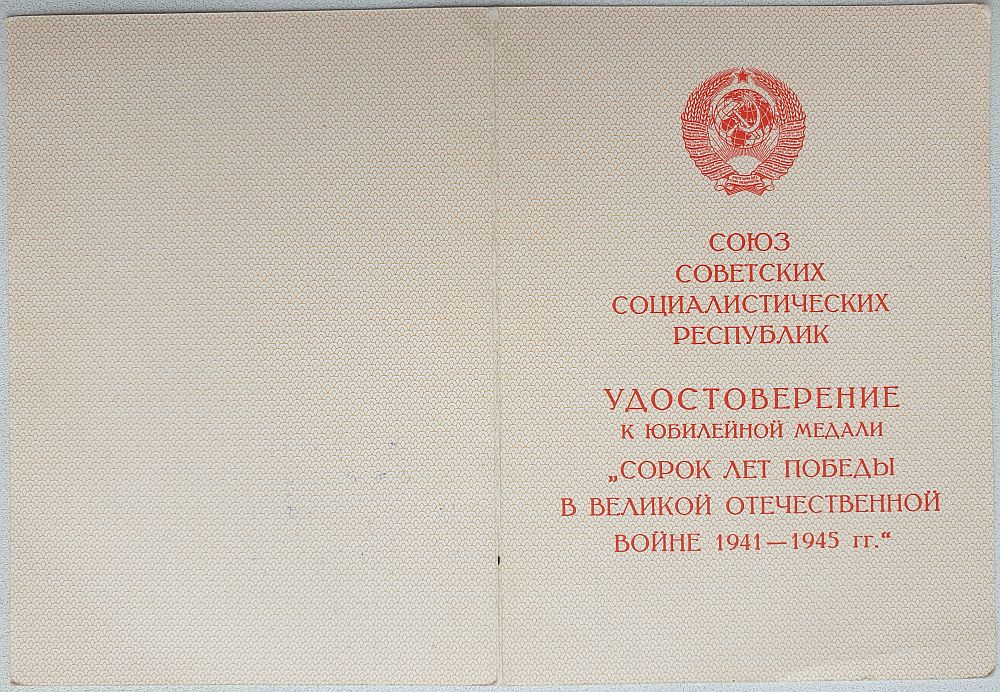 СОЮЗ
СОВЕТСКИХ
СОЦИАЛИСТИЧЕСКИХ
РЕСПУБЛИК
УДОСТОВЕРЕНИЕ
К ЮБИЛЕЙНОЙ МЕДАЛИ
„СОРОК ЛЕТ ПОБЕДЫ
В ВЕЛИКОЙ ОТЕЧЕСТВЕННОЙ
ВОЙНЕ 1941—1945 гг.“